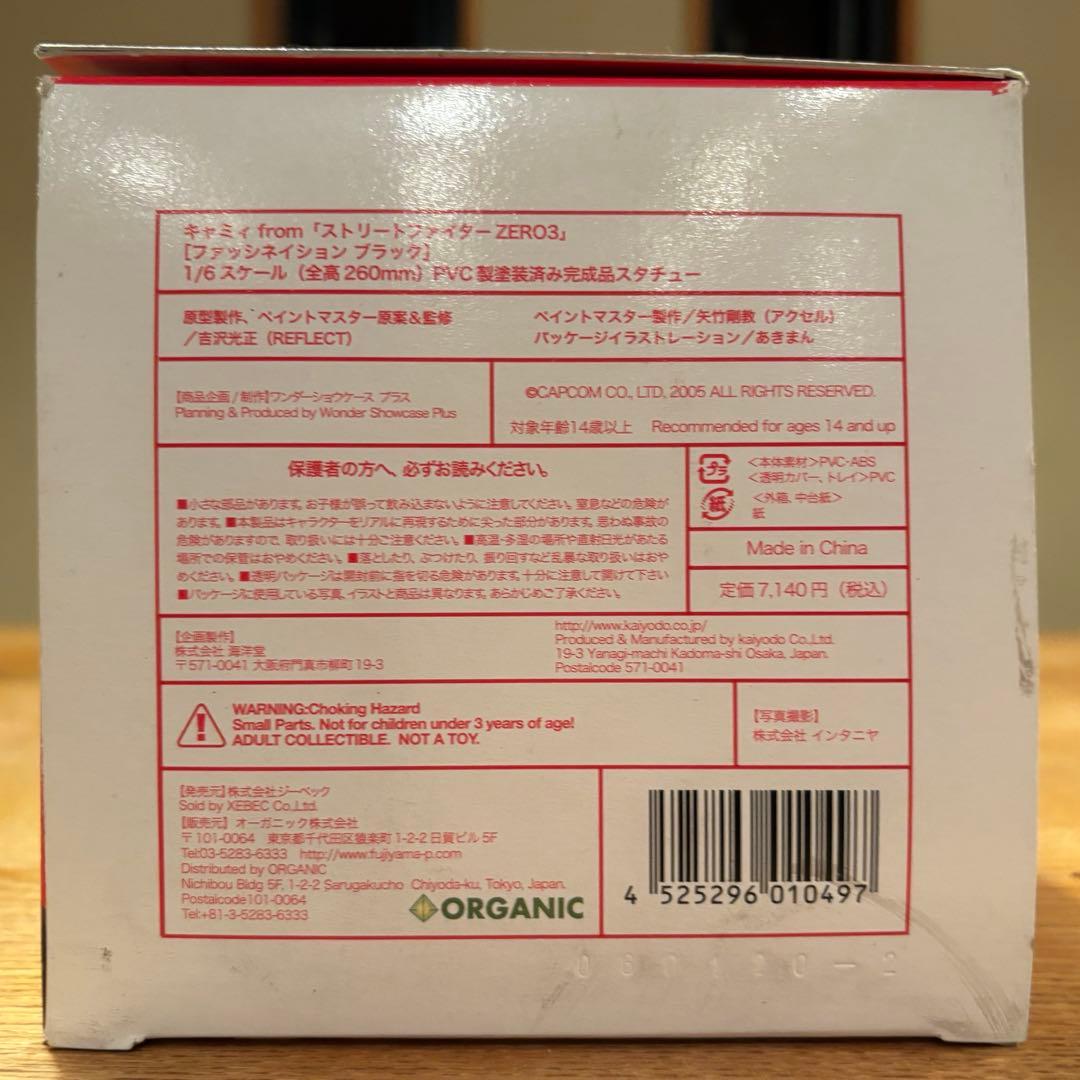 キャミィ from「ストリートファイター ZERO3」
［ファッシネイション ブラック］
1/6 スケール（全高 260mm）PVC 製塗装済み完成品スタチュー
原型製作、ペイントマスター原案＆監修
／吉沢光正（REFLECT）
ペイントマスター製作／矢竹剛教（アクセル）
パッケージイラストレーション／あきまん
【商品企画 / 制作】ワンダーショウケース プラス
Planning & Produced by Wonder Showcase Plus
©CAPCOM CO., LTD. 2005 ALL RIGHTS RESERVED.
対象年齢14歳以上 Recommended for ages 14 and up
保護者の方へ、必ずお読みください。
■小さな部品があります。お子様が誤って飲み込まないように注意してください。窒息などの危険が
あります。■本製品はキャラクターをリアルに再現するために尖った部分があります。思わぬ事故の
危険がありますので、取り扱いには十分ご注意ください。■高温・多湿の場所や直射日光があたる
場所での保管はおやめください。■落としたり、ぶつけたり、振り回すなど乱暴な取り扱いはおや
めください。■透明パッケージは開封前に指を切る危険があります。十分に注意して開けて下さい
■パッケージに使用している写真、イラストと商品は異なります。あらかじめご了承ください。
プラ
＜本体素材＞PVC・ABS
＜透明カバー、トレイ＞PVC
紙
＜外箱、中台紙＞
紙
Made in China
定価 7,140 円（税込）
【企画製作】
株式会社 海洋堂
〒571-0041 大阪府門真市柳町 19-3
http://www.kaiyodo.co.jp/
Produced & Manufactured by kaiyodo Co.,Ltd.
19-3 Yanagi-machi Kadoma-shi Osaka, Japan.
Postalcode 571-0041
WARNING:Choking Hazard
Small Parts. Not for children under 3 years of age!
ADULT COLLECTIBLE. NOT A TOY.
【写真撮影】
株式会社 インタニヤ
【発売元】株式会社ジーベック
Sold by XEBEC Co.,Ltd.
【販売元】オーガニック株式会社
〒101-0064 東京都千代田区猿楽町 1-2-2 日貿ビル 5F
Tel:03-5283-6333 http://www.fujiyama-p.com
Distributed by ORGANIC
Nichibou Bldg 5F, 1-2-2 Sarugakucho Chiyoda-ku, Tokyo, Japan.
Postalcode101-0064
Tel:+81-3-5283-6333
ORGANIC
4 525296 010497